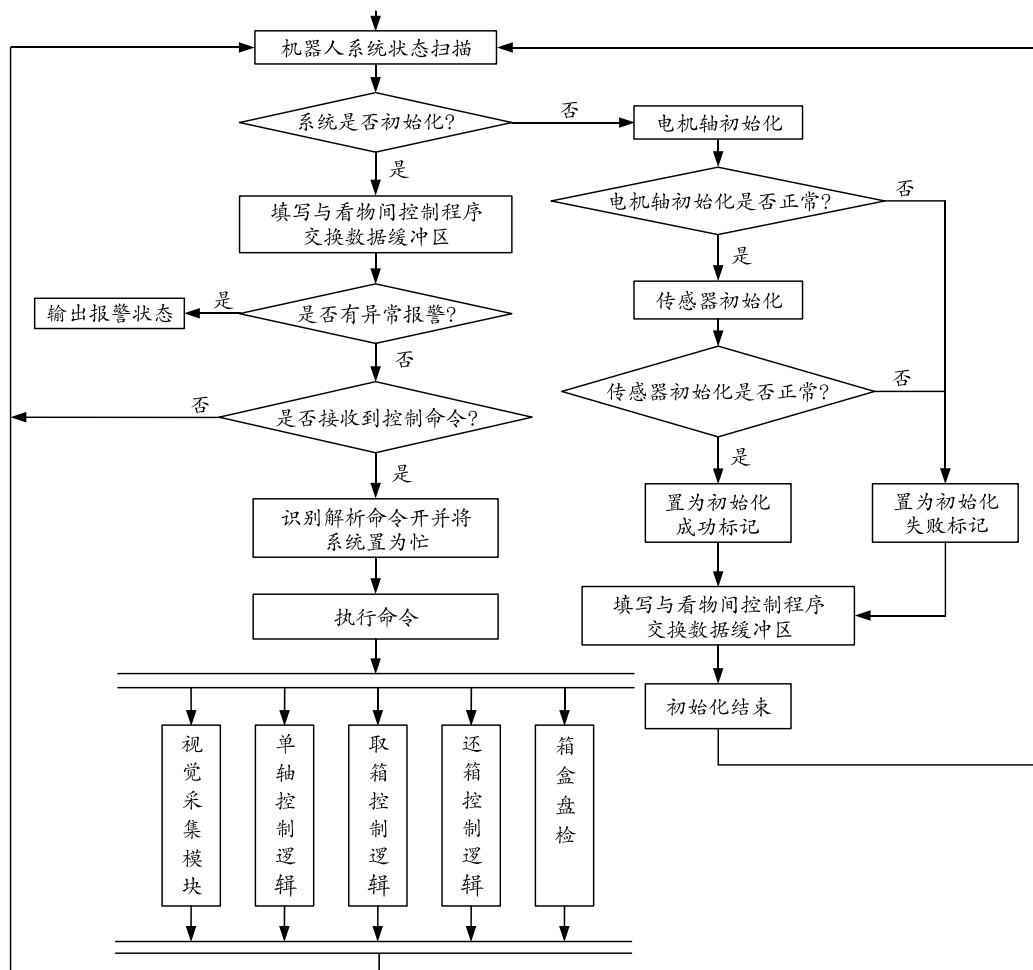 机器人系统状态扫描
系统是否初始化?
否
电机轴初始化
是
填写与看物间控制程序
交换数据缓冲区
电机轴初始化是否正常?
否
是
输出报警状态
是
是否有异常报警?
传感器初始化
否
传感器初始化是否正常?
否
否
是否接收到控制命令?
是
是
识别解析命令开并将
系统置为忙
置为初始化
成功标记
置为初始化
失败标记
执行命令
填写与看物间控制程序
交换数据缓冲区
初始化结束
视觉采集模块
单轴控制逻辑
取箱控制逻辑
还箱控制逻辑
箱盒盘检